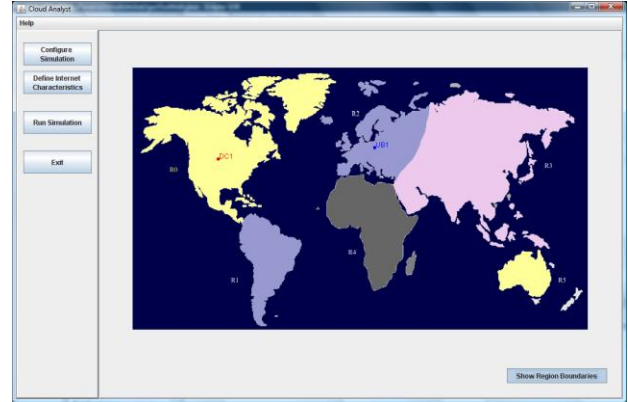 Cloud Analyst
Help
Configure
Simulation
Define Internet
Characteristics
Run Simulation
Exit
R2
UB1
DC1
R0
R3
R4
R1
R5
Show Region Boundaries